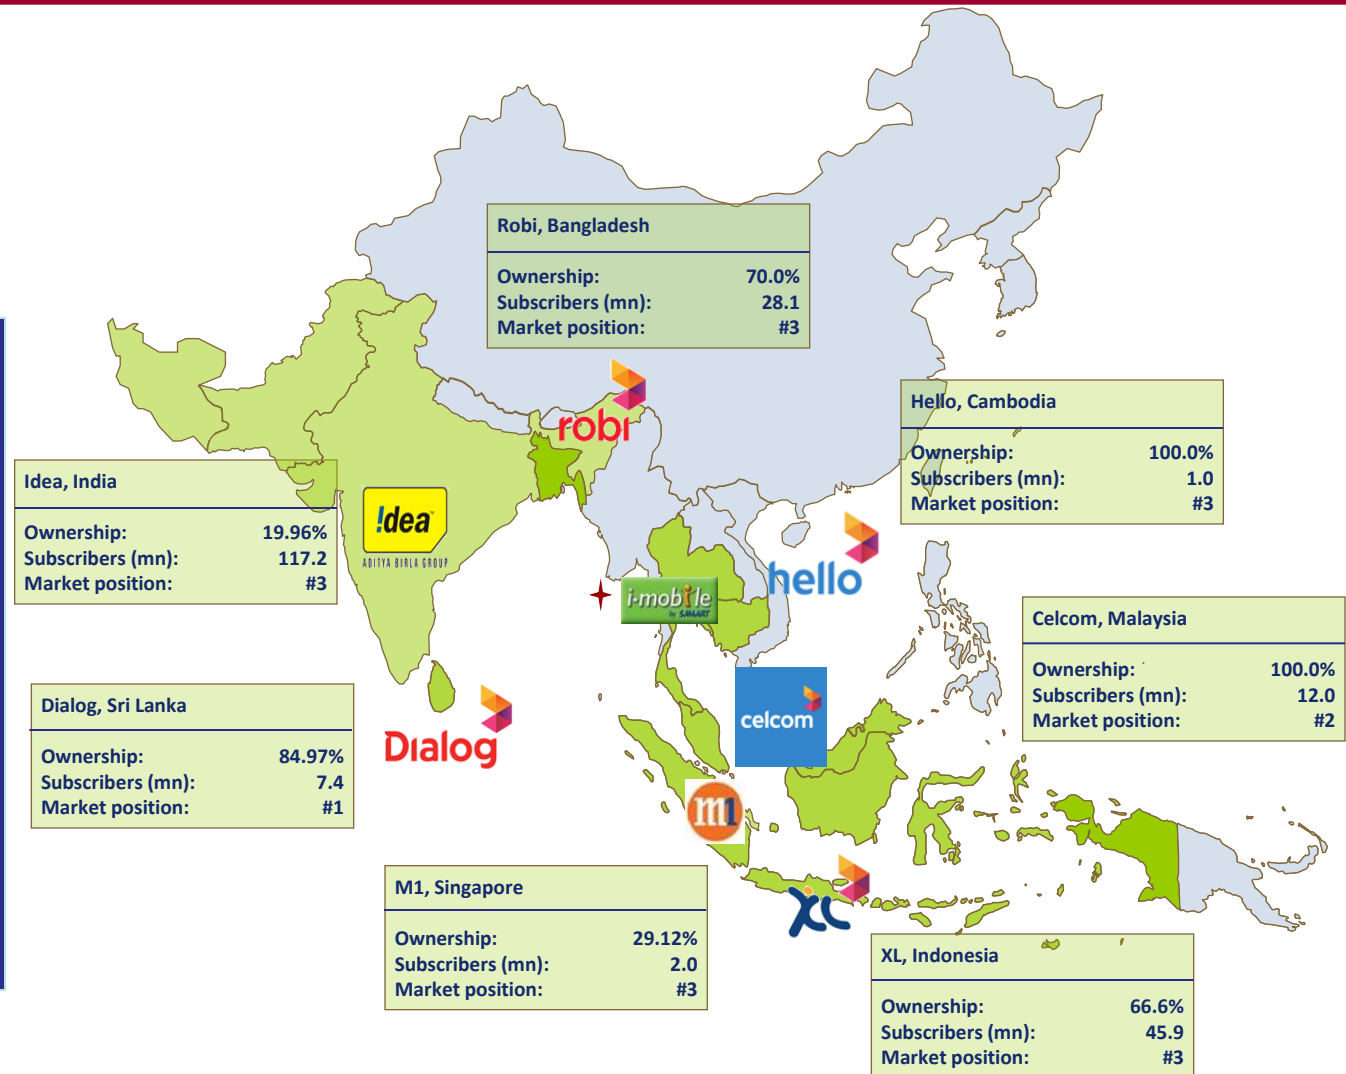 Robi, Bangladesh
Ownership: 70.0%
Subscribers (mn): 28.1
Market position: #3
robi
Hello, Cambodia
Ownership: 100.0%
Subscribers (mn): 1.0
Market position: #3
Idea, India
Ownership: 19.96%
Subscribers (mn): 117.2
Market position: #3
!dea
ADITYA BIRLA GROUP
hello
i-mobile
by SAMART
Celcom, Malaysia
Ownership: 100.0%
Subscribers (mn): 12.0
Market position: #2
Dialog, Sri Lanka
Ownership: 84.97%
Subscribers (mn): 7.4
Market position: #1
Dialog
celcom
m1
M1, Singapore
Ownership: 29.12%
Subscribers (mn): 2.0
Market position: #3
XL
XL, Indonesia
Ownership: 66.6%
Subscribers (mn): 45.9
Market position: #3